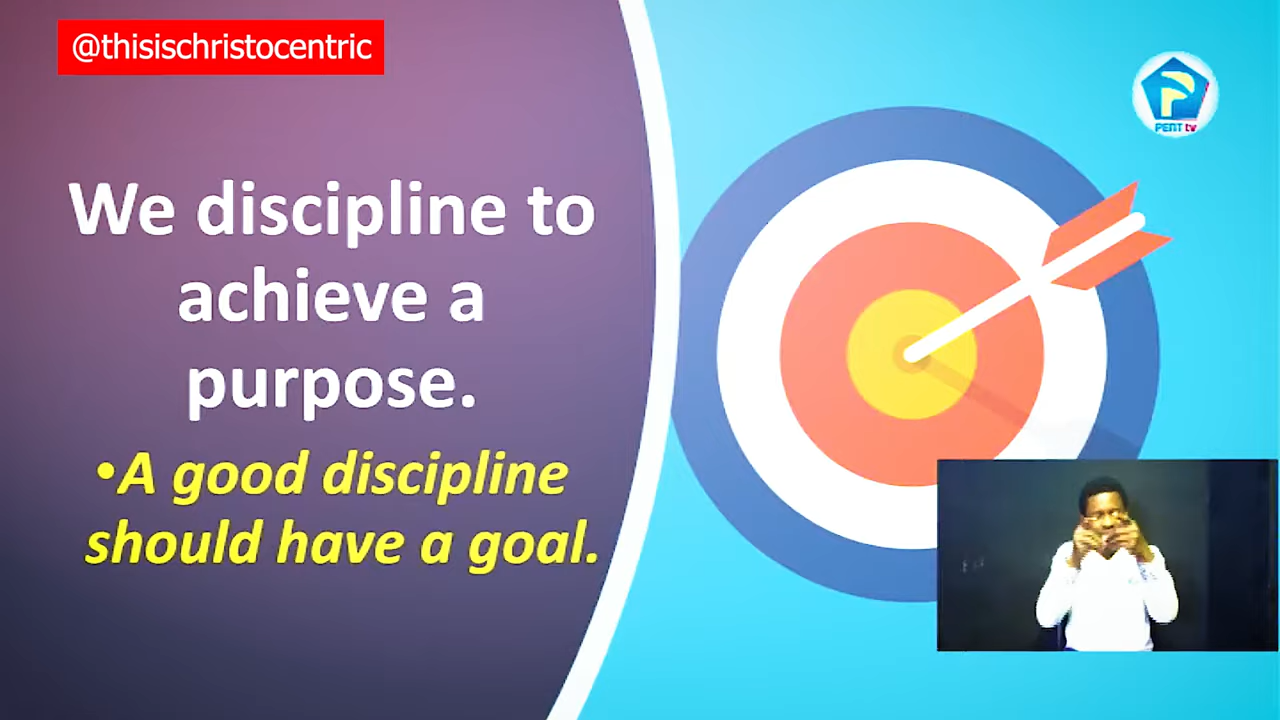 @thisischristocentric
PENT tv
We discipline to
achieve a
purpose.
•A good discipline
should have a goal.